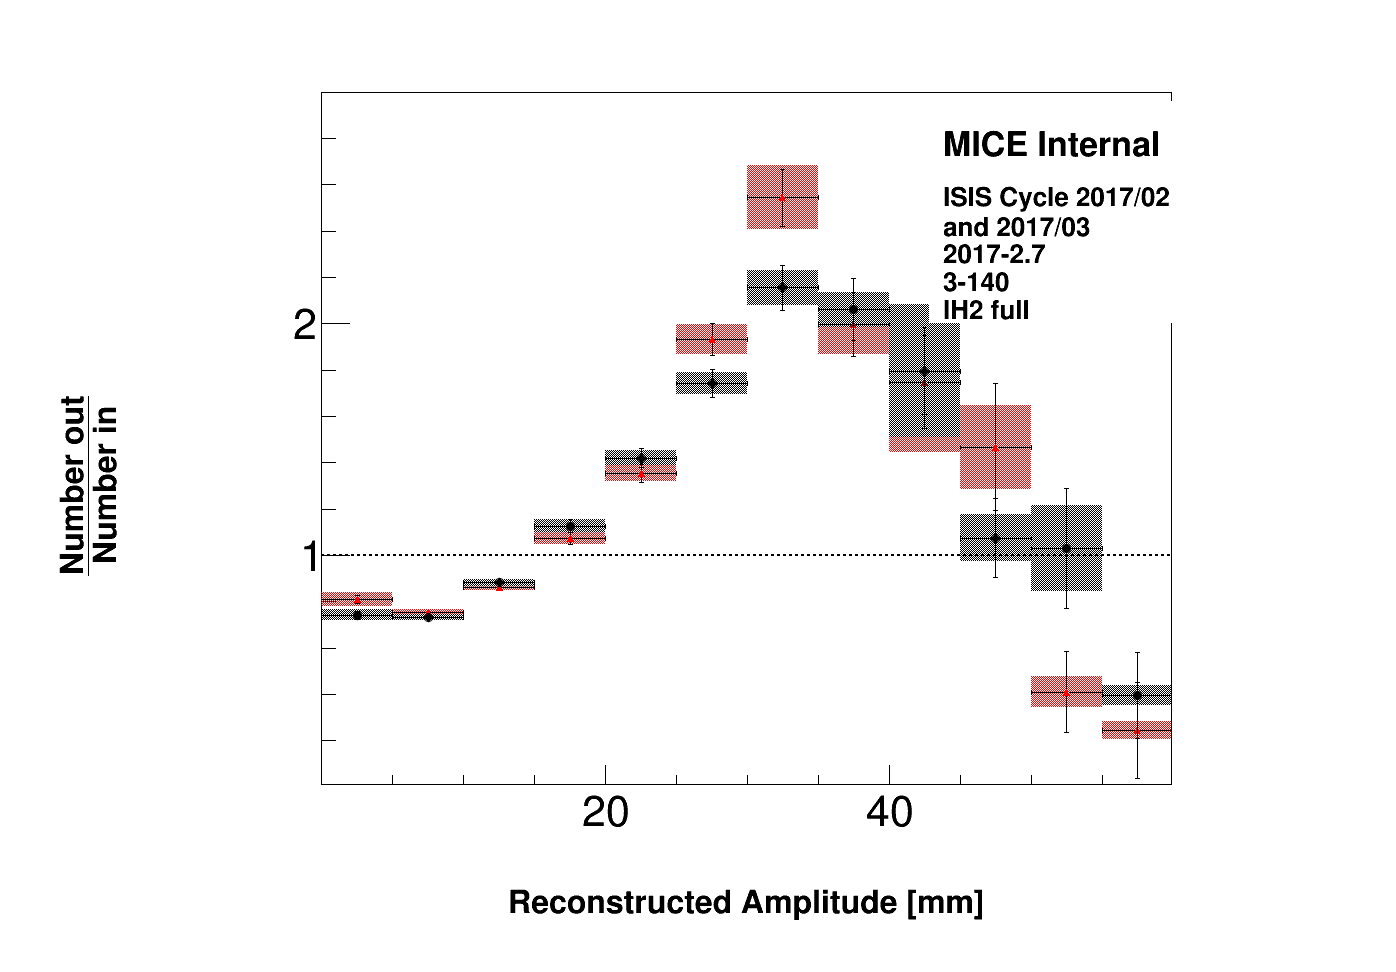 MICE Internal
ISIS Cycle 2017/02
and 2017/03
2017-2.7
3-140
IH2 full
2
1
Number out
Number in
20 40
Reconstructed Amplitude [mm]